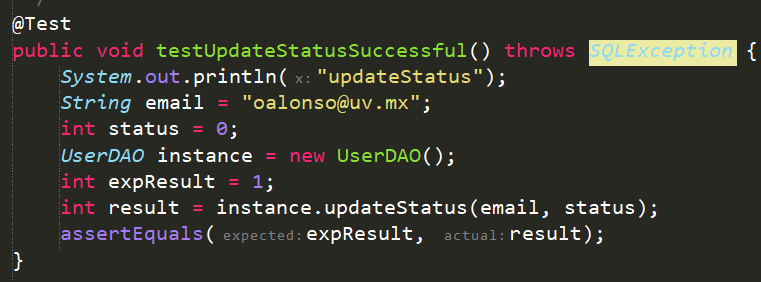 @Test
public void testUpdateStatusSuccessful() throws SQLException {
System.out.println( x: "updateStatus");
String email = "oalonso@uv.mx";
int status = 0;
UserDAO instance = new UserDAO();
int expResult = 1;
int result = instance.updateStatus(email, status);
assertEquals( expected: expResult, actual: result);
}